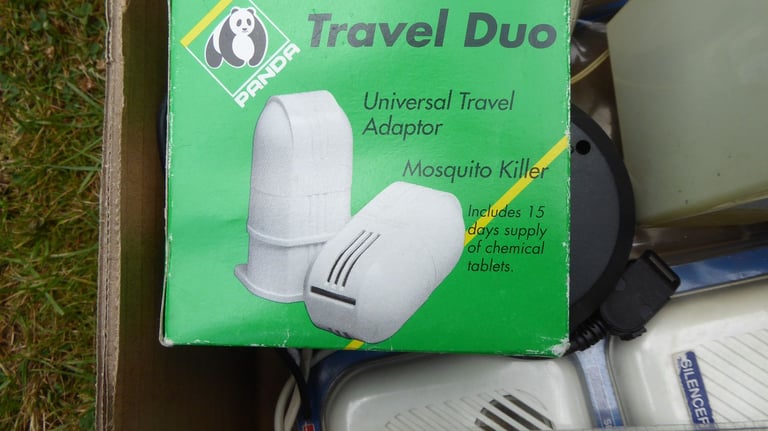 PANDA
Travel Duo
Universal Travel
Adaptor
Mosquito Killer
Includes 15
days supply
of chemical
tablets.
SILENCER